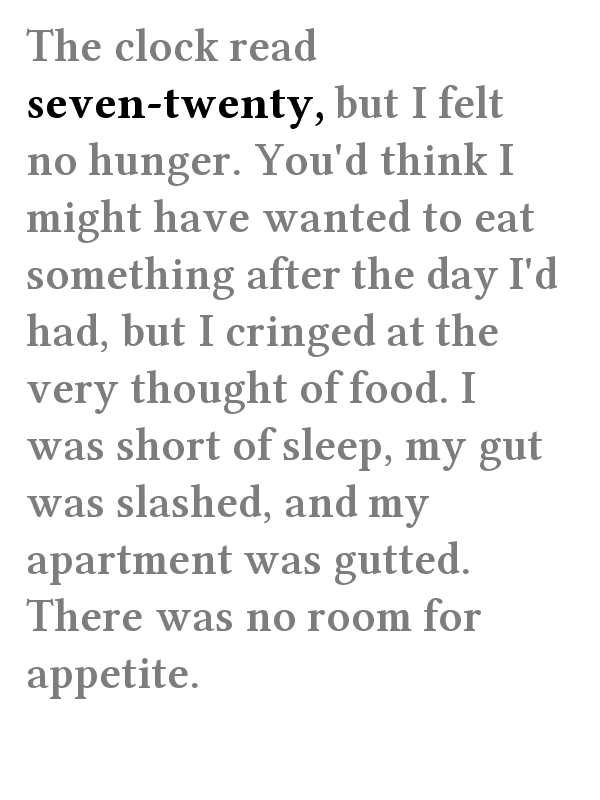 The clock read
seven-twenty, but I felt
no hunger. You'd think I
might have wanted to eat
something after the day I'd
had, but I cringed at the
very thought of food. I
was short of sleep, my gut
was slashed, and my
apartment was gutted.
There was no room for
appetite.